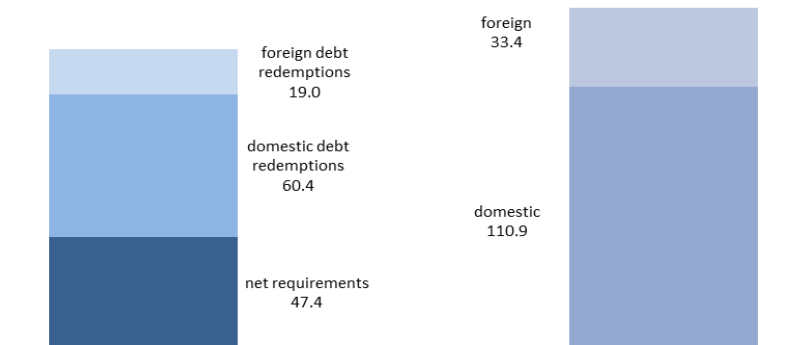 foreign debt
redemptions
19.0
domestic debt
redemptions
60.4
net requirements
47.4
foreign
33.4
domestic
110.9